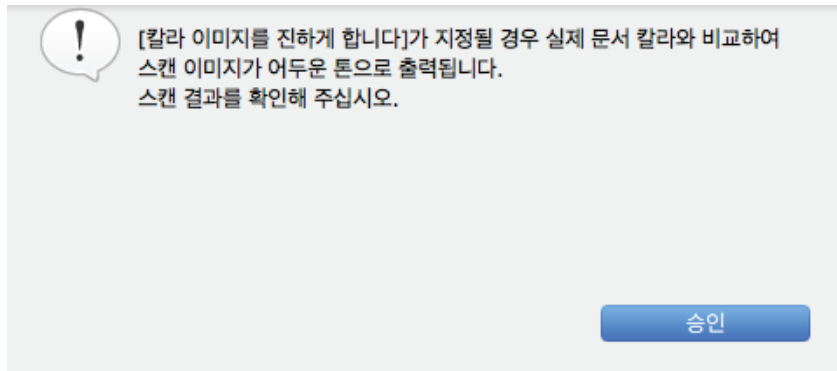 [칼라 이미지를 진하게 합니다]가 지정될 경우 실제 문서 칼라와 비교하여
스캔 이미지가 어두운 톤으로 출력됩니다.
스캔 결과를 확인해 주십시오.
승인